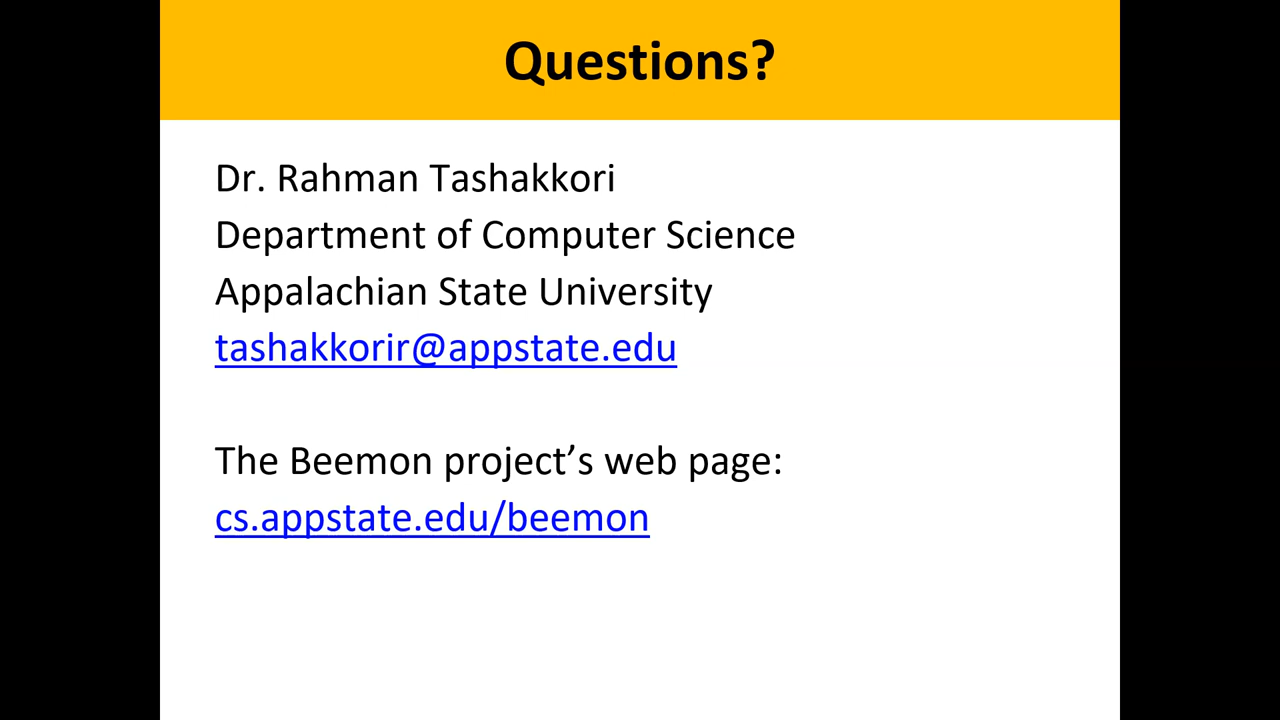 Questions?
Dr. Rahman Tashakkori
Department of Computer Science
Appalachian State University
tashakkorir@appstate.edu
The Beemon project’s web page:
cs.appstate.edu/beemon